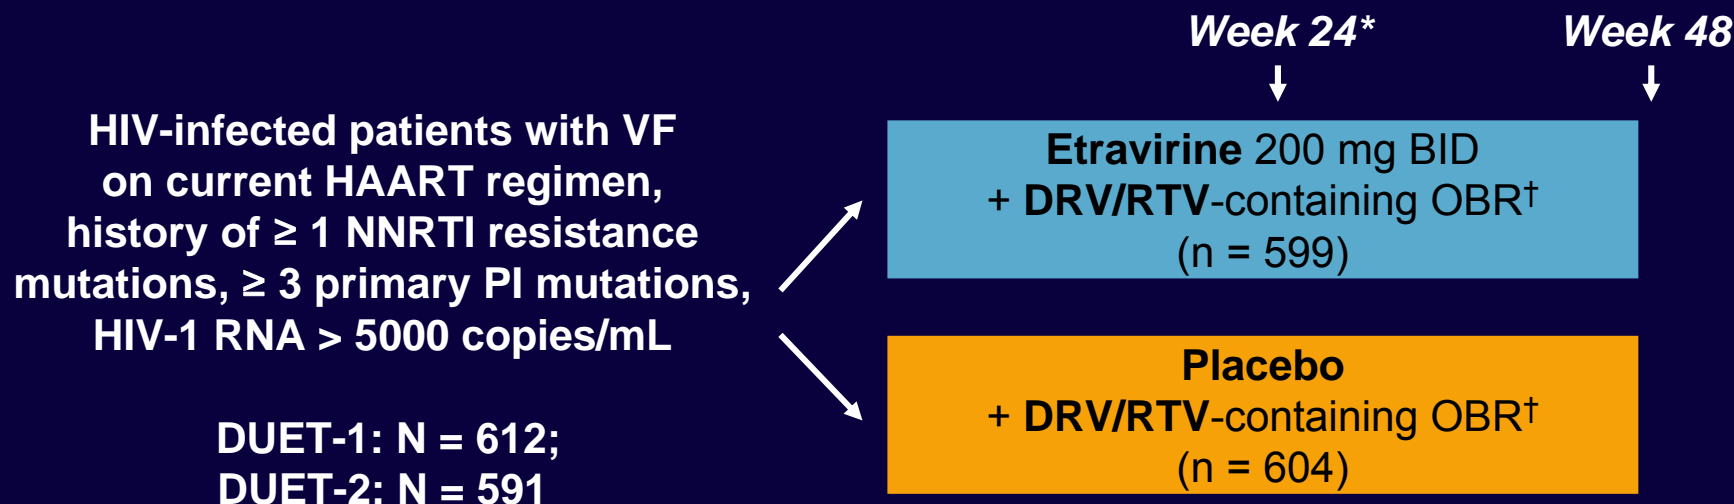 Week 24*
Week 48
HIV-infected patients with VF
on current HAART regimen,
history of ≥ 1 NNRTI resistance
mutations, ≥ 3 primary PI mutations,
HIV-1 RNA > 5000 copies/mL
DUET-1: N = 612;
DUET-2: N = 591
Etravirine 200 mg BID
+ DRV/RTV-containing OBR†
(n = 599)
Placebo
+ DRV/RTV-containing OBR†
(n = 604)